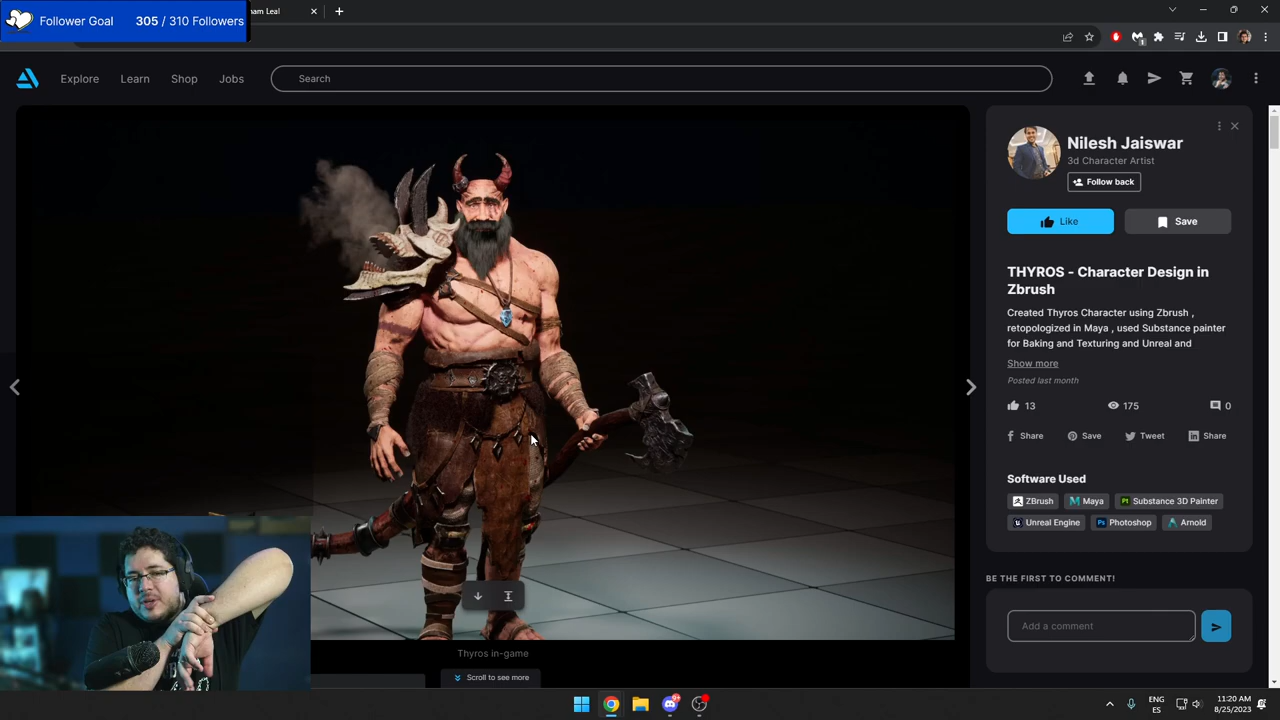 Follower Goal 305 / 310 Followers
am Leal
Explore Learn Shop Jobs Search
Nilesh Jaiswar
3d Character Artist
Follow back
Like Save
THYROS - Character Design in
Zbrush
Created Thyros Character using Zbrush ,
retopologized in Maya , used Substance painter
for Baking and Texturing and Unreal and
Show more
Posted last month
13 175 0
Share Save Tweet Share
Software Used
ZBrush Maya Substance 3D Painter
Unreal Engine Photoshop Arnold
BE THE FIRST TO COMMENT!
Add a comment
Thyros in-game
Scroll to see more
ENG
ES
11:20 AM
8/25/2023